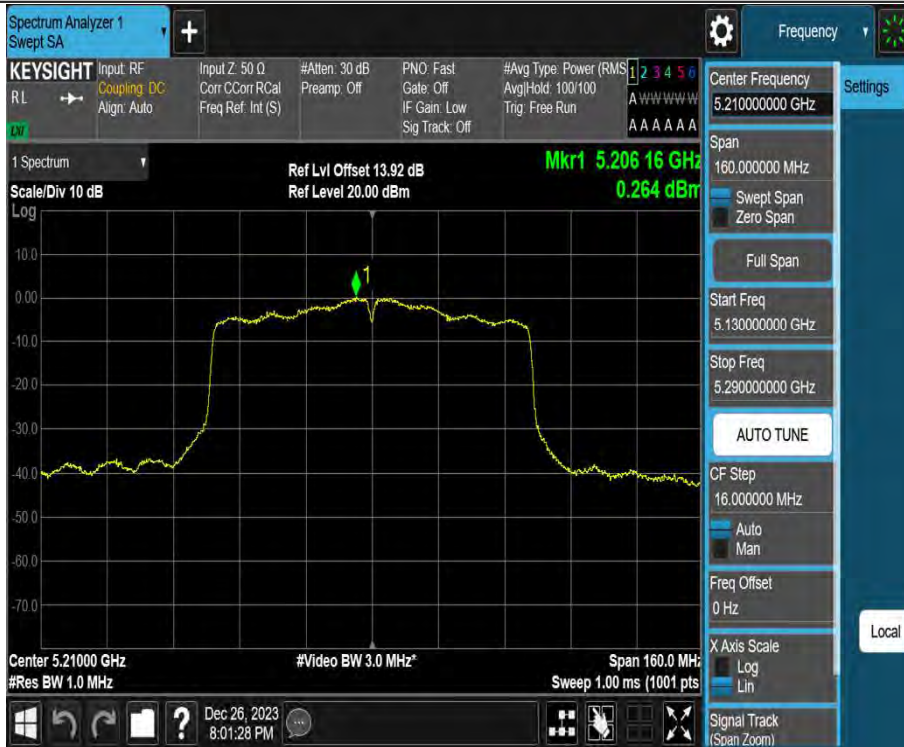 Spectrum Analyzer 1
Swept SA
+
Frequency
KEYSIGHT
RL
Input: RF
Coupling: DC
Align: Auto
Input Z: 50 Ω
Corr CCorr RCal
Freq Ref: Int (S)
#Atten: 30 dB
Preamp: Off
PNO: Fast
Gate: Off
IF Gain: Low
Sig Track: Off
#Avg Type: Power (RMS
Avg|Hold: 100/100
Trig: Free Run
1 2 3 4 5 6
A W W W W W
A A A A A A
1 Spectrum
Scale/Div 10 dB
Log
Ref Lvl Offset 13.92 dB
Ref Level 20.00 dBm
Mkr1 5.206 16 GHz
0.264 dBm
1
10.0
0.00
-10.0
-20.0
-30.0
-40.0
-50.0
-60.0
-70.0
Center 5.21000 GHz
#Res BW 1.0 MHz
#Video BW 3.0 MHz*
Span 160.0 MHz
Sweep 1.00 ms (1001 pts
?
Dec 26, 2023
8:01:28 PM
Center Frequency
5.210000000 GHz
Span
160.000000 MHz
Swept Span
Zero Span
Full Span
Start Freq
5.130000000 GHz
Stop Freq
5.290000000 GHz
AUTO TUNE
CF Step
16.000000 MHz
Auto
Man
Freq Offset
0 Hz
X Axis Scale
Log
Lin
Signal Track
(Span Zoom)
Settings
Local